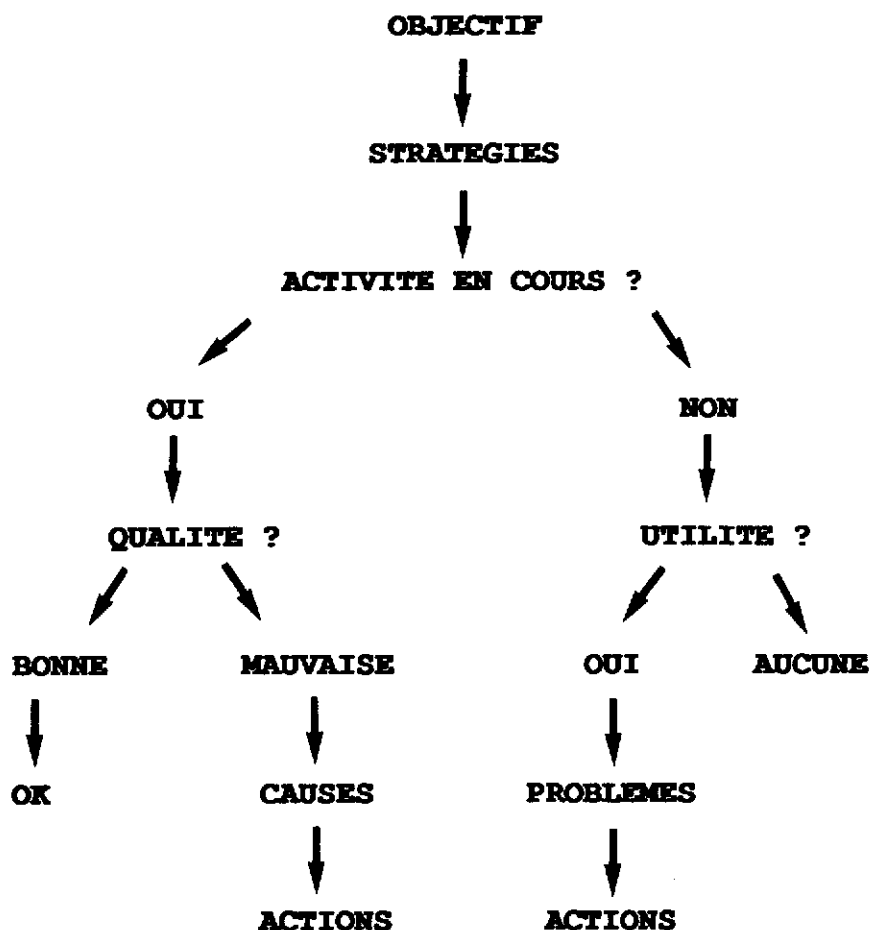 OBJECTIF
STRATEGIES
ACTIVITE EN COURS ?
OUI NON
QUALITE ? UTILITE ?
BONNE MAUVAISE OUI AUCUNE
OK CAUSES PROBLEMES
ACTIONS ACTIONS